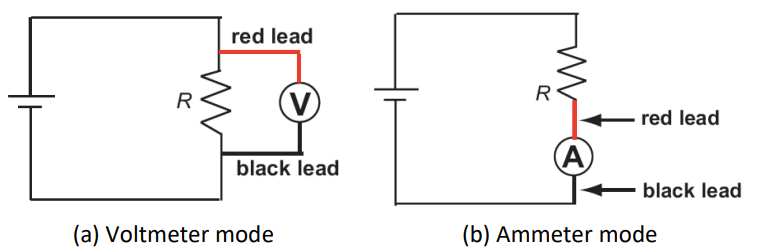 red lead
R
V
black lead
(a) Voltmeter mode
R
red lead
A
black lead
(b) Ammeter mode